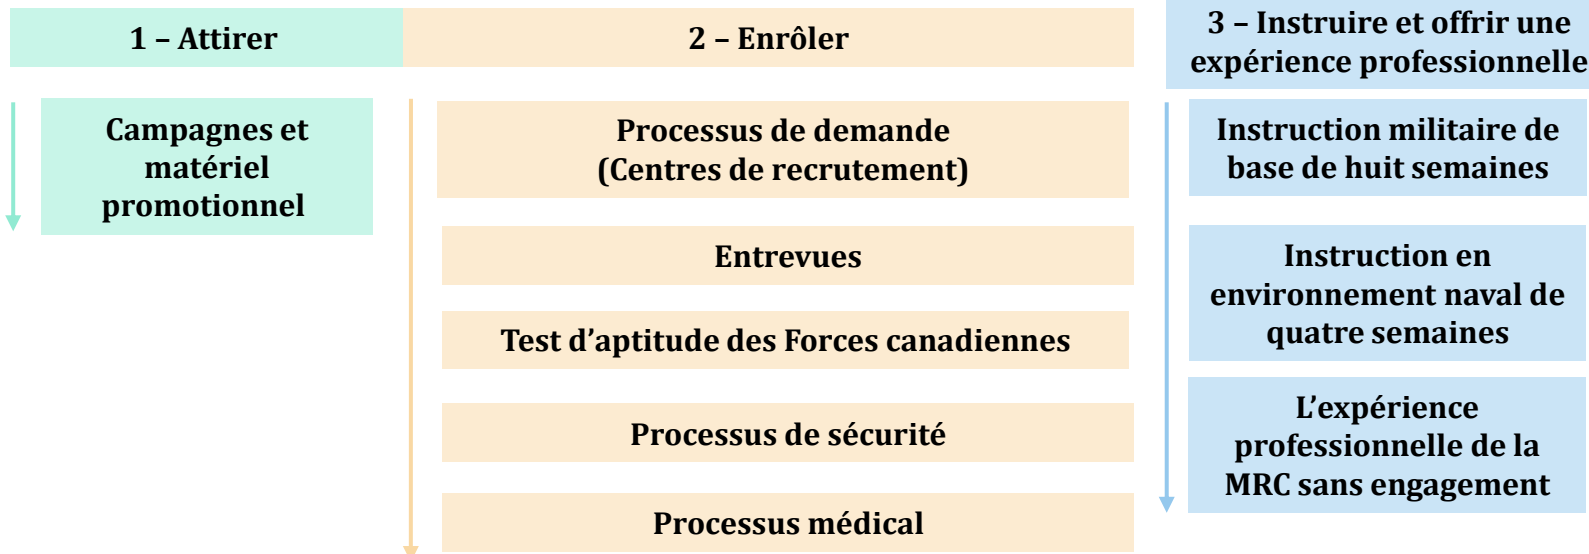 1 – Attirer
2 – Enrôler
3 – Instruire et offrir une
expérience professionnelle
Campagnes et
matériel
promotionnel
Processus de demande
(Centres de recrutement)
Entrevues
Test d’aptitude des Forces canadiennes
Processus de sécurité
Processus médical
Instruction militaire de
base de huit semaines
Instruction en
environnement naval de
quatre semaines
L’expérience
professionnelle de la
MRC sans engagement